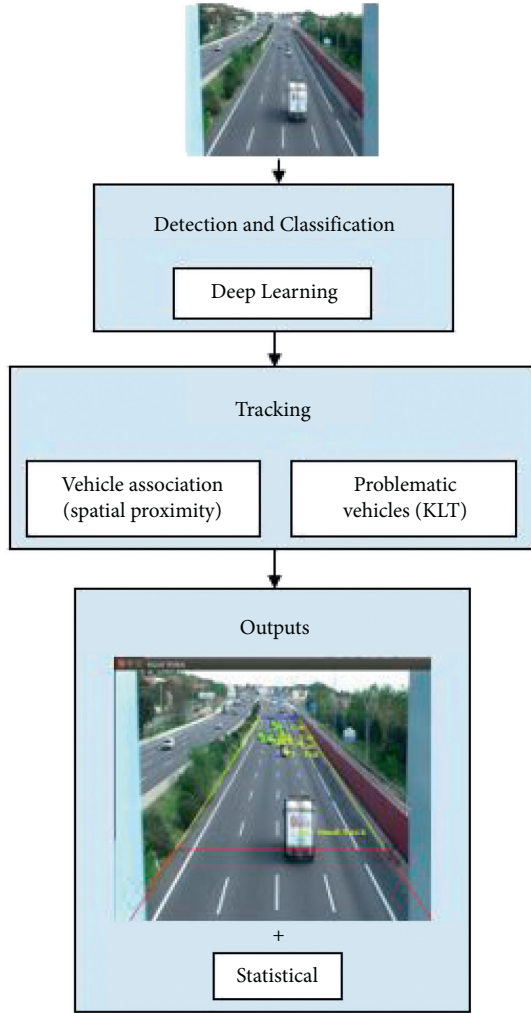 Detection and Classification
Deep Learning
Tracking
Vehicle association
(spatial proximity)
Problematic
vehicles (KLT)
Outputs
+
Statistical